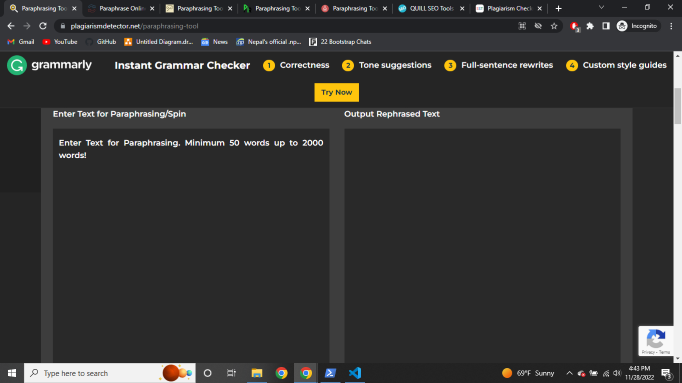 Paraphrasing Too
Paraphrase Onlin
Paraphrasing Too
Paraphrasing Too
Paraphrasing Too
QUILL SEO Tools
Plagiarism Check
plagiarismdetector.net/paraphrasing-tool
Incognito
Gmail
YouTube
GitHub
Untitled Diagram.dr...
News
Nepal's official .np...
22 Bootstrap Chats
grammarly
Instant Grammar Checker
1 Correctness
2 Tone suggestions
3 Full-sentence rewrites
4 Custom style guides
Try Now
Enter Text for Paraphrasing/Spin
Output Rephrased Text
Enter Text for Paraphrasing. Minimum 50 words up to 2000
words!
Privacy - Terms
Type here to search
69°F Sunny
4:43 PM
11/28/2022